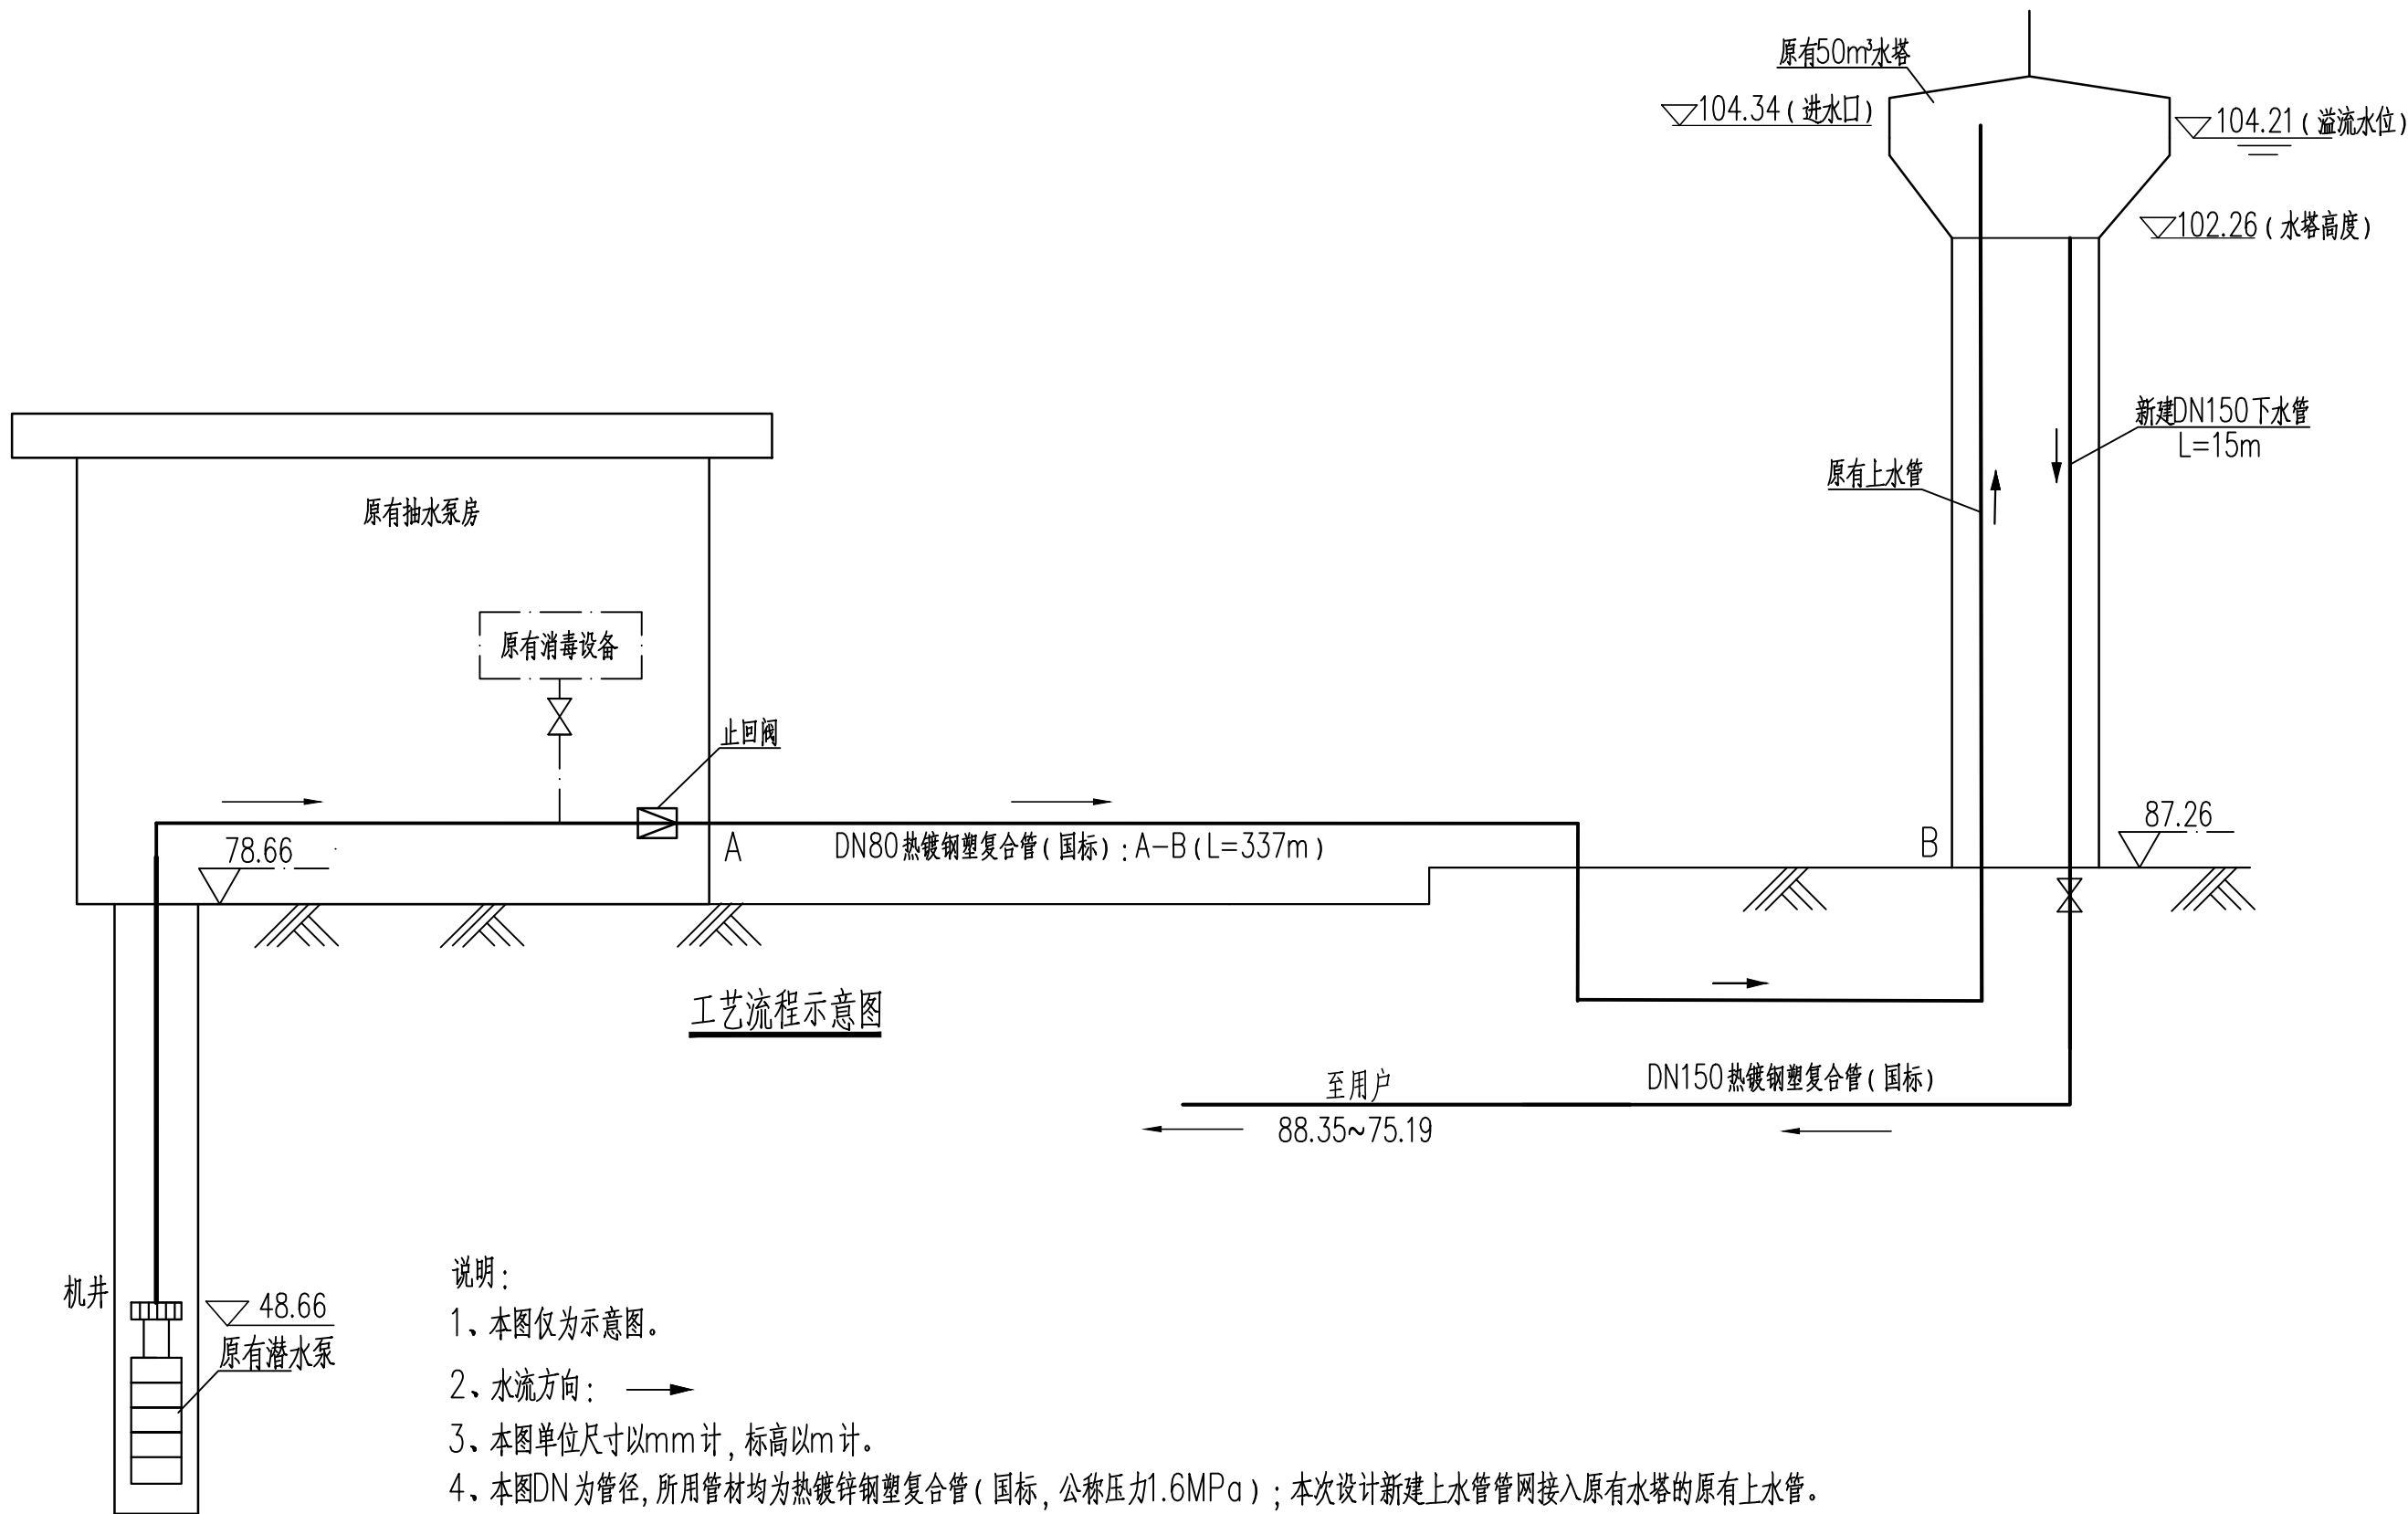 原有50m³水塔
104.34(进水口)
104.21(溢流水位)
102.26(水塔高度)
新建DN150下水管
L=15m
原有上水管
原有抽水泵房
原有消毒设备
止回阀
78.66
A
DN80热镀钢塑复合管(国标):A-B(L=337m)
B
87.26
工艺流程示意图
至用户
88.35~75.19
DN150热镀钢塑复合管(国标)
机井
48.66
原有潜水泵
说明:
1、本图仅为示意图。
2、水流方向:
3、本图单位尺寸以mm计,标高以m计。
4、本图DN为管径,所用管材均为热镀锌钢塑复合管(国标,公称压力1.6MPa);本次设计新建上水管管网接入原有水塔的原有上水管。